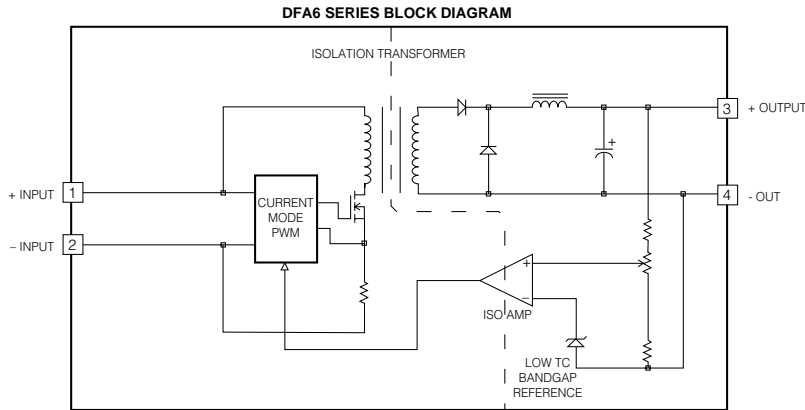 DFA6 SERIES BLOCK DIAGRAM
ISOLATION TRANSFORMER
3
+ OUTPUT
+ INPUT
1
CURRENT
MODE
PWM
4
- OUT
– INPUT
2
+
–
ISO AMP
LOW TC
BANDGAP
REFERENCE
+